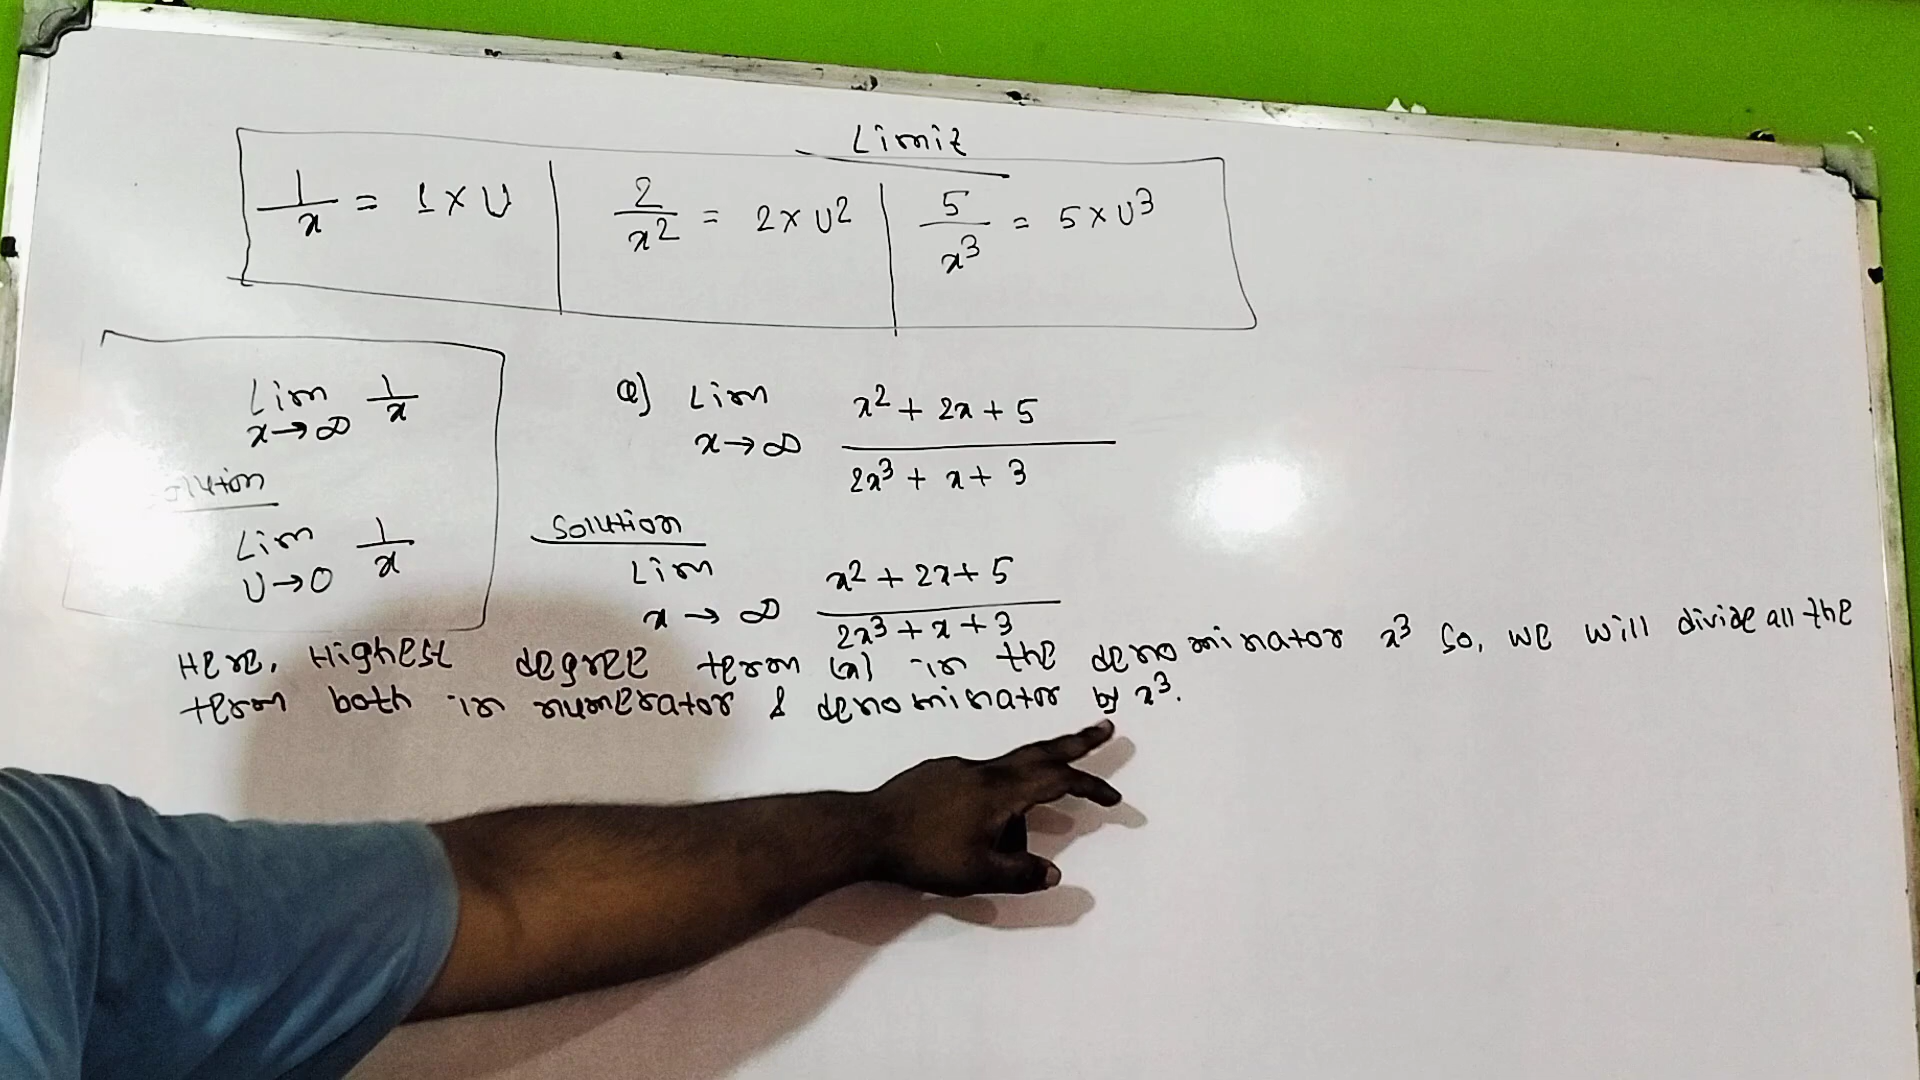 Limit
1/x = 1 × U | 2/x² = 2 × U² | 5/x³ = 5 × U³
Lim x→∞ 1/x
Solution
Lim U→0 1/x
Q) Lim x→∞ (x² + 2x + 5)/(2x³ + x + 3)
Solution
Lim x→∞ (x² + 2x + 5)/(2x³ + x + 3)
Here, Highest degree term (x) in the denominator x³ So, we will divide all the
term both in numerator & denominator by x³.